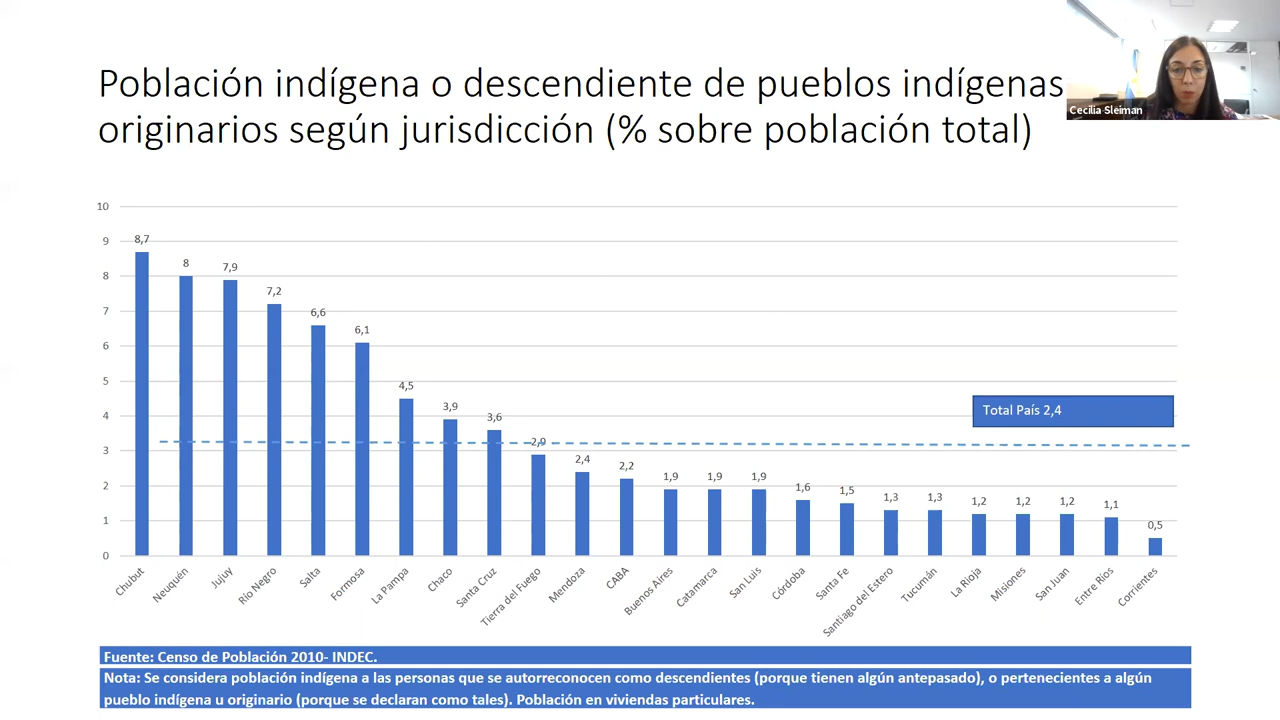 Población indígena o descendiente de pueblos indígenas
originarios según jurisdicción (% sobre población total)
Cecilia Sleiman
10
9
8
7
6
5
4
3
2
1
0
8,7
8
7,9
7,2
6,6
6,1
4,5
3,9
3,6
2,9
2,4
2,2
1,9
1,9
1,9
1,6
1,5
1,3
1,3
1,2
1,2
1,2
1,1
0,5
Total País 2,4
Chubut
Neuquén
Jujuy
Río Negro
Salta
Formosa
La Pampa
Chaco
Santa Cruz
Tierra del Fuego
Mendoza
CABA
Buenos Aires
Catamarca
San Luis
Córdoba
Santa Fe
Santiago del Estero
Tucumán
La Rioja
Misiones
San Juan
Entre Ríos
Corrientes
Fuente: Censo de Población 2010- INDEC.
Nota: Se considera población indígena a las personas que se autorreconocen como descendientes (porque tienen algún antepasado), o pertenecientes a algún
pueblo indígena u originario (porque se declaran como tales). Población en viviendas particulares.